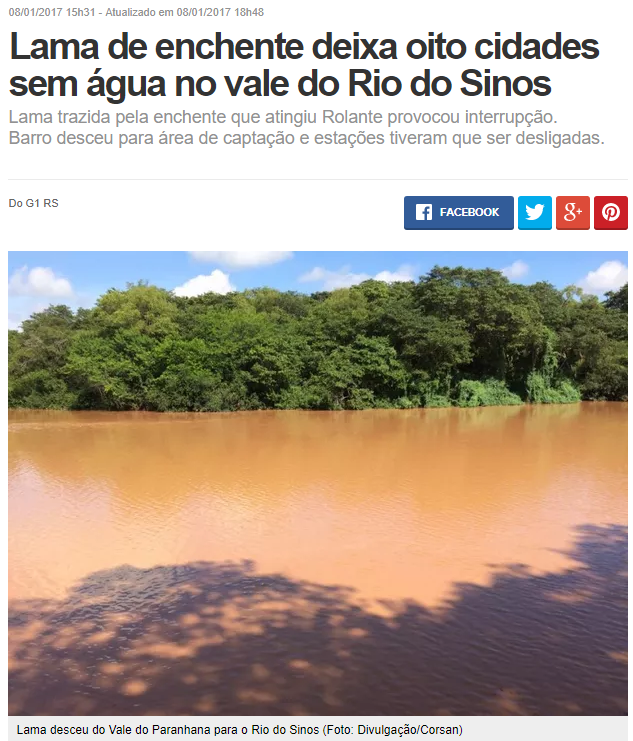 08/01/2017 15h31 - Atualizado em 08/01/2017 18h48
Lama de enchente deixa oito cidades
sem água no vale do Rio do Sinos
Lama trazida pela enchente que atingiu Rolante provocou interrupção.
Barro desceu para área de captação e estações tiveram que ser desligadas.
Do G1 RS
FACEBOOK
Lama desceu do Vale do Paranhana para o Rio do Sinos (Foto: Divulgação/Corsan)